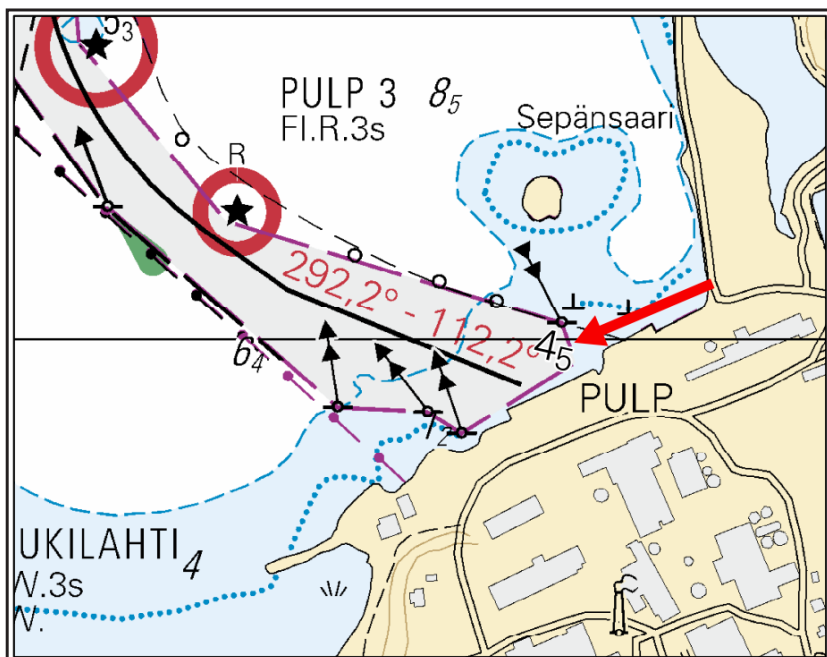 5₃
PULP 3 8₅
Fl.R.3s
Sepänsaari
R
292,2° - 112,2°
6₄
4₅
PULP
7₂
UKILAHTI 4
W.3s
W.